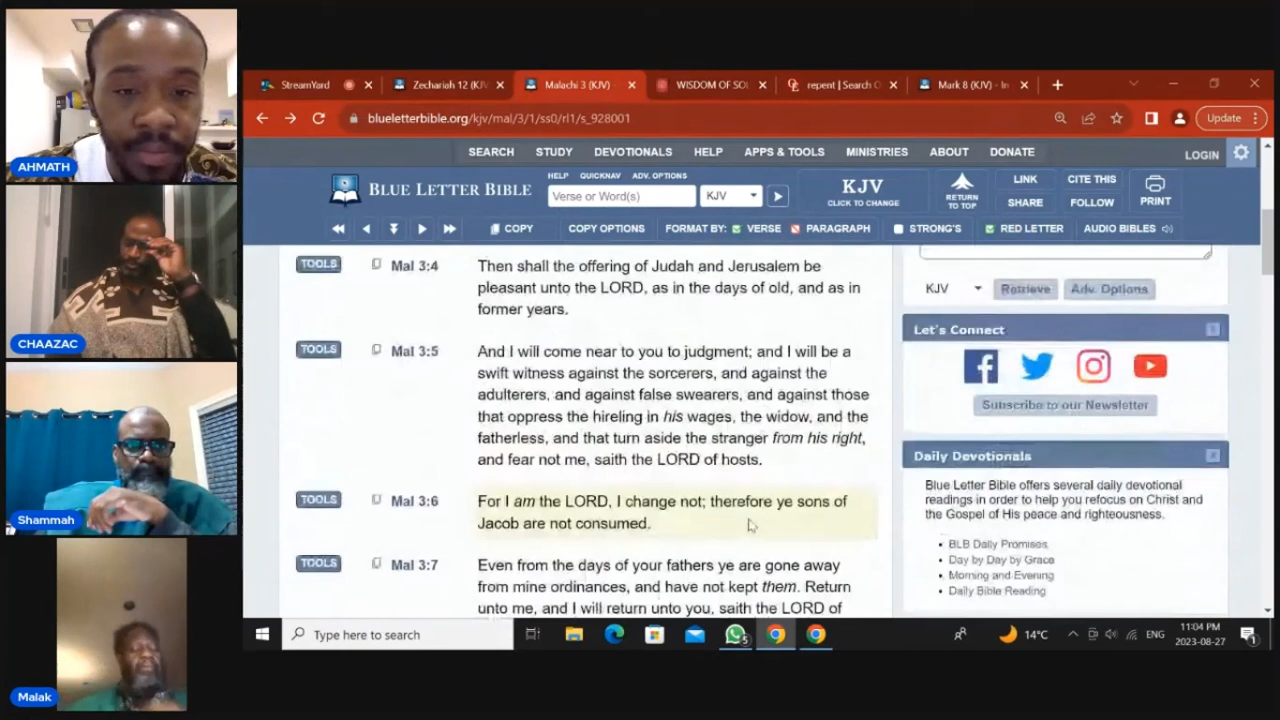 AHMATH
CHAAZAC
Shammah
Malak
StreamYard
Zechariah 12 (KJV
Malachi 3 (KJV) -
WISDOM OF SOL
repent | Search O
Mark 8 (KJV) - In
blueletterbible.org/kjv/mal/3/1/ss0/rl1/s_928001
Update
SEARCH STUDY DEVOTIONALS HELP APPS & TOOLS MINISTRIES ABOUT DONATE
LOGIN
BLUE LETTER BIBLE
HELP QUICKNAV ADV. OPTIONS
Verse or Word(s)
KJV
KJV
CLICK TO CHANGE
RETURN
TO TOP
LINK
SHARE
CITE THIS
FOLLOW
PRINT
COPY COPY OPTIONS FORMAT BY: VERSE PARAGRAPH STRONG'S RED LETTER AUDIO BIBLES
TOOLS Mal 3:4 Then shall the offering of Judah and Jerusalem be
pleasant unto the LORD, as in the days of old, and as in
former years.
TOOLS Mal 3:5 And I will come near to you to judgment; and I will be a
swift witness against the sorcerers, and against the
adulterers, and against false swearers, and against those
that oppress the hireling in his wages, the widow, and the
fatherless, and that turn aside the stranger from his right,
and fear not me, saith the LORD of hosts.
TOOLS Mal 3:6 For I am the LORD, I change not; therefore ye sons of
Jacob are not consumed.
TOOLS Mal 3:7 Even from the days of your fathers ye are gone away
from mine ordinances, and have not kept them. Return
unto me, and I will return unto you, saith the LORD of
KJV Retrieve Adv. Options
Let's Connect
Subscribe to our Newsletter
Daily Devotionals
Blue Letter Bible offers several daily devotional
readings in order to help you refocus on Christ and
the Gospel of His peace and righteousness.
BLB Daily Promises
Day by Day by Grace
Morning and Evening
Daily Bible Reading
Type here to search
5
14°C
ENG
11:04 PM
2023-08-27
1